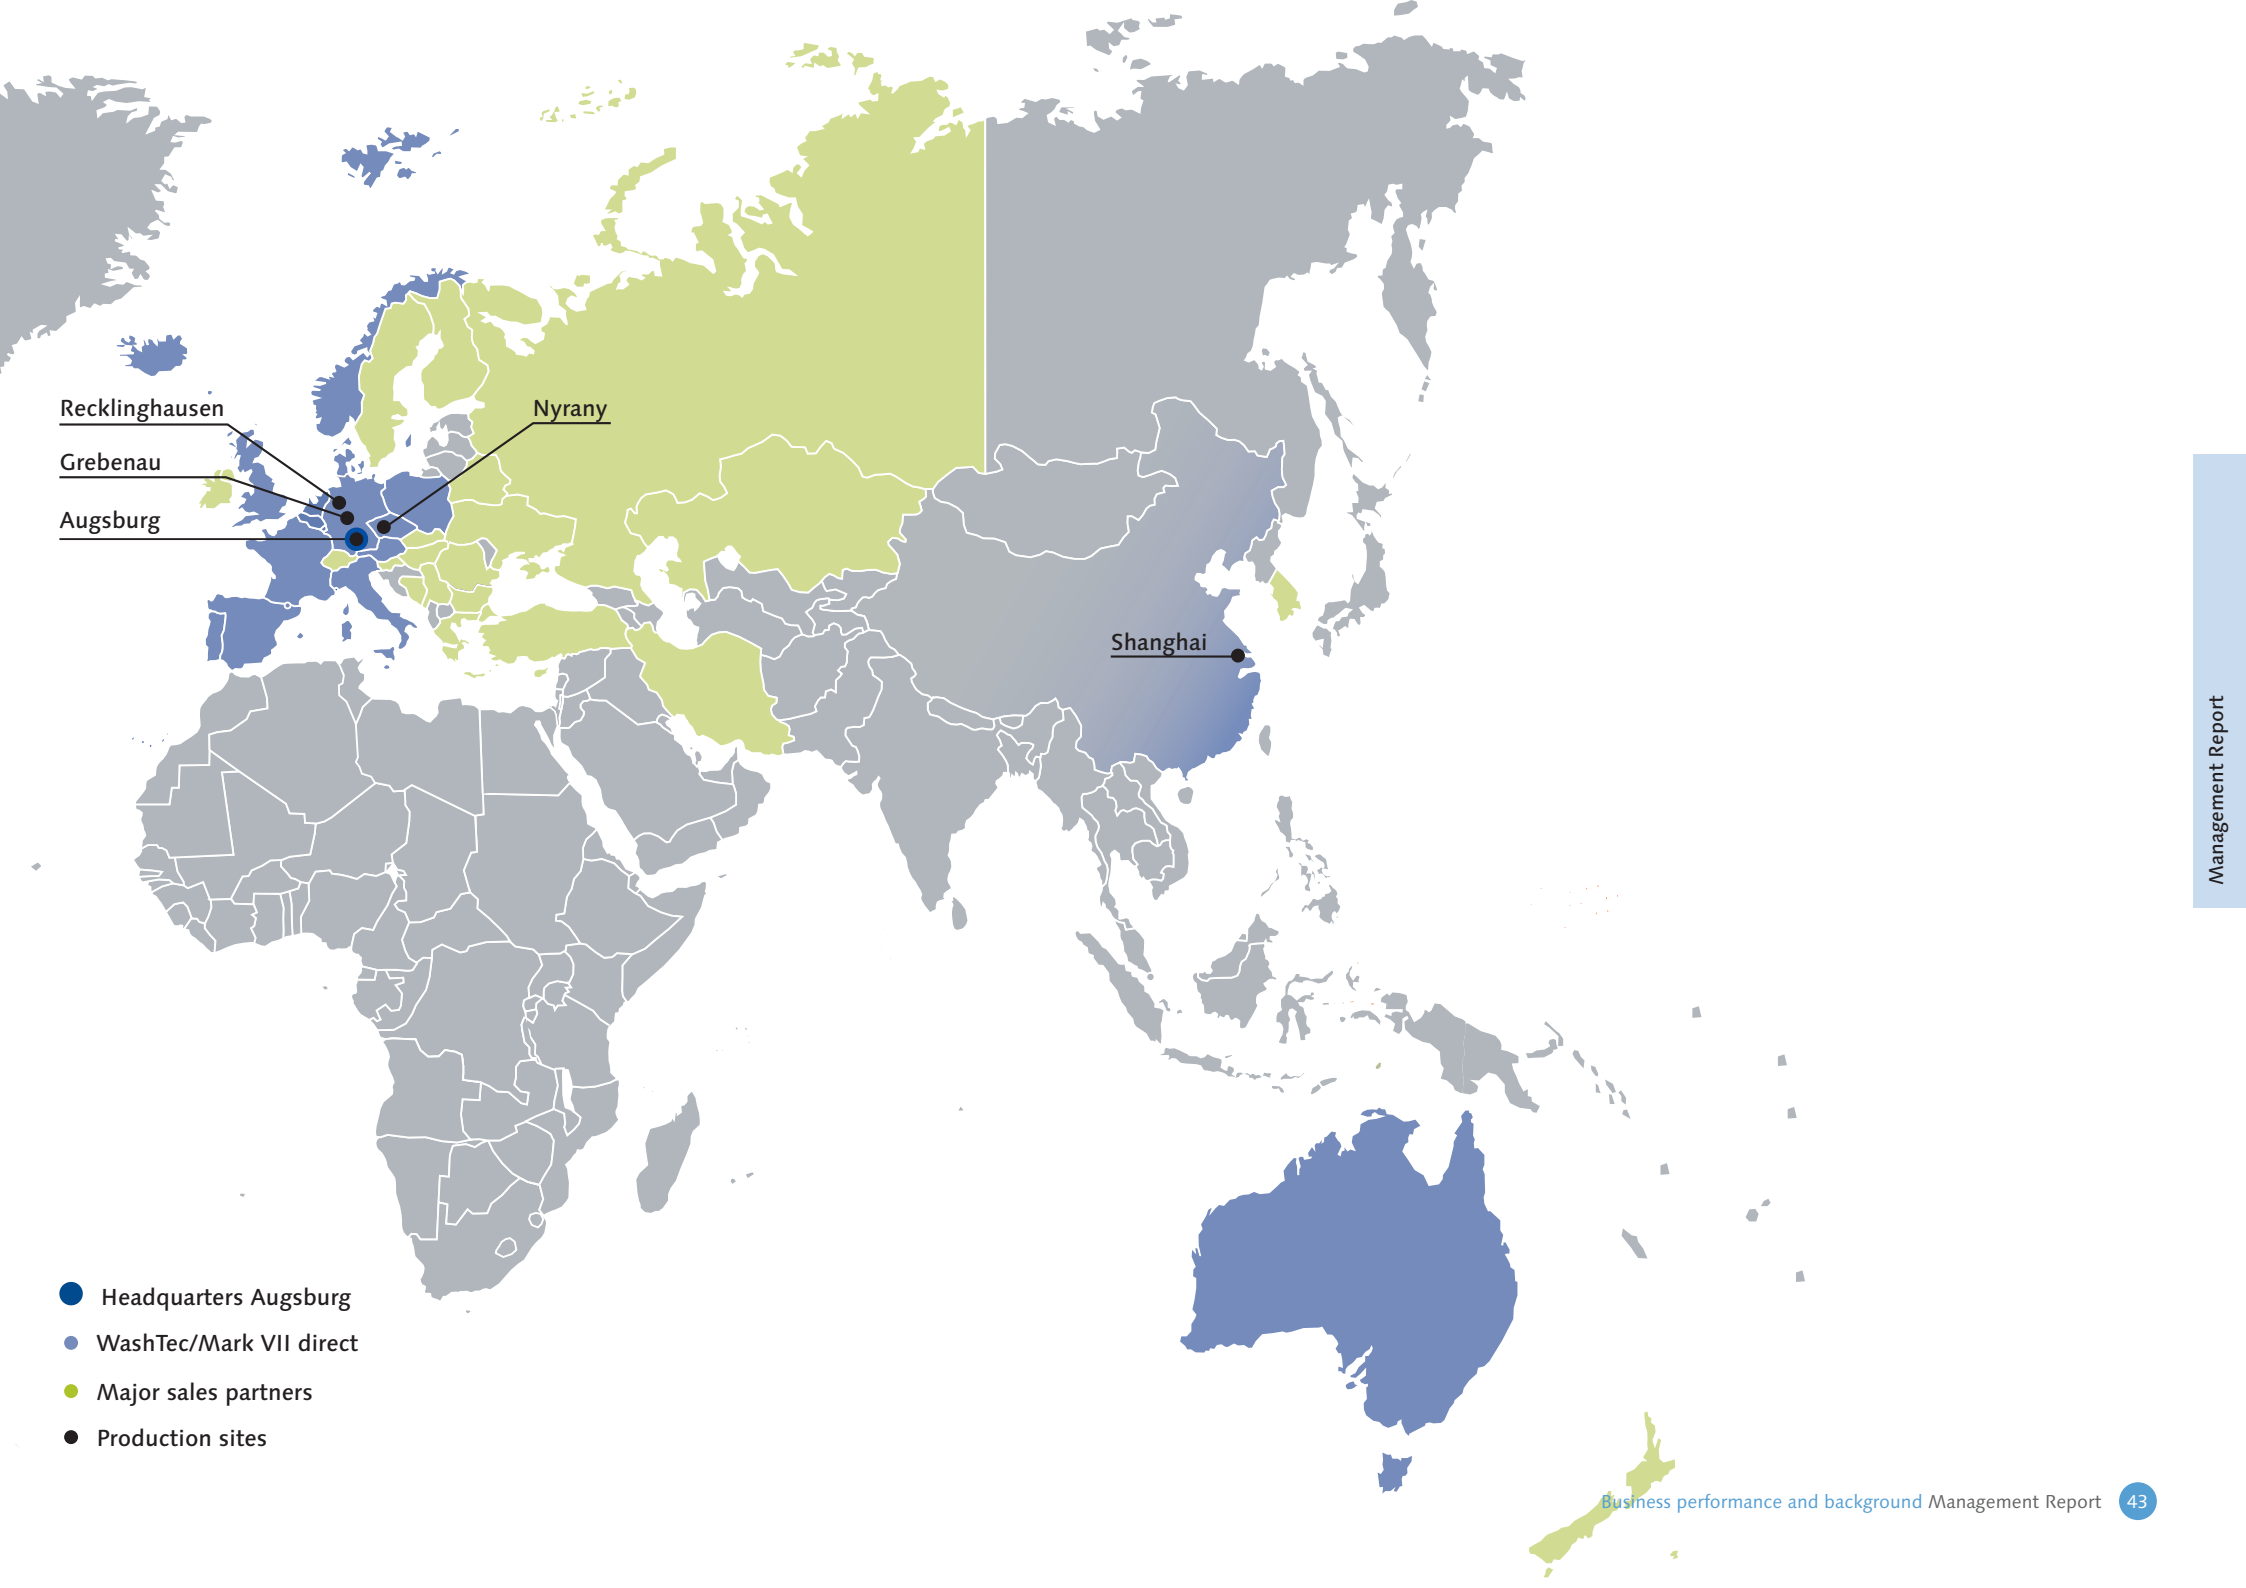 Recklinghausen
Nyrany
Grebenau
Augsburg
Shanghai
Management Report
Headquarters Augsburg
WashTec/Mark VII direct
Major sales partners
Production sites
Business performance and background Management Report 43